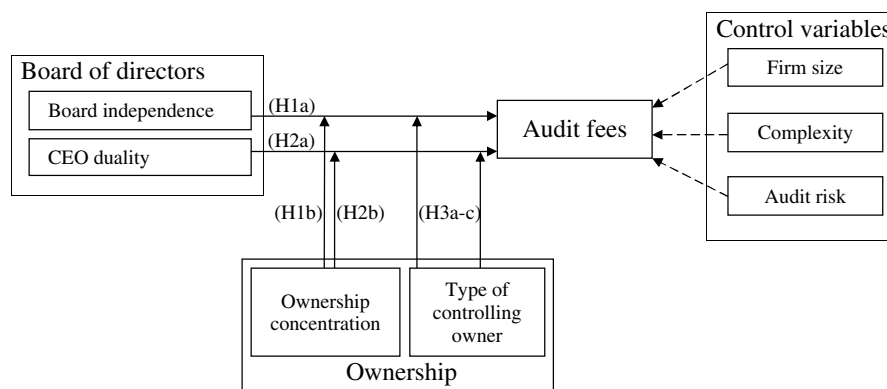 Control variables
Board of directors
Firm size
Board independence
(H1a)
Audit fees
Complexity
CEO duality
(H2a)
Audit risk
(H1b)
(H2b)
(H3a-c)
Ownership
concentration
Type of
controlling
owner
Ownership